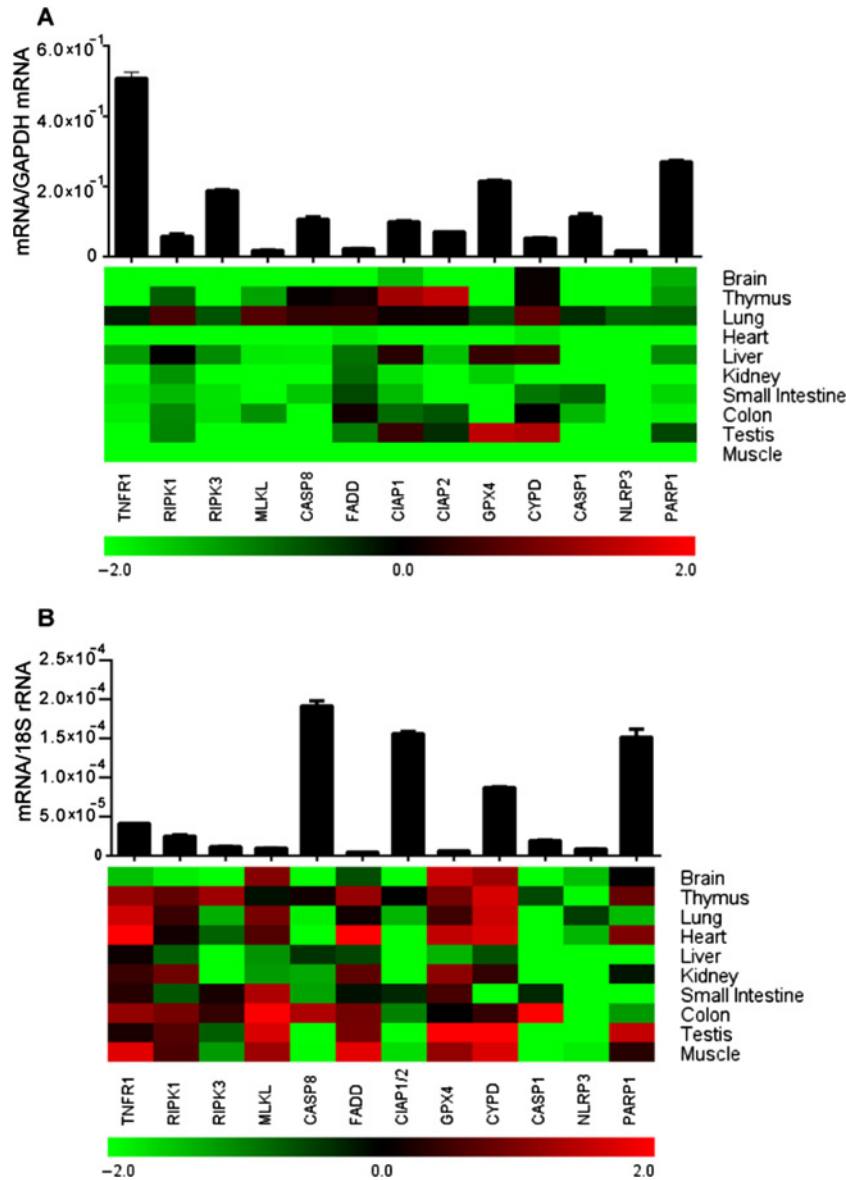 A
mRNA/GAPDH mRNA
6.0×10⁻¹
4.0×10⁻¹
2.0×10⁻¹
0
Brain
Thymus
Lung
Heart
Liver
Kidney
Small Intestine
Colon
Testis
Muscle
TNFR1 RIPK1 RIPK3 MLKL CASP8 FADD CIAP1 CIAP2 GPX4 CYPD CASP1 NLRP3 PARP1
−2.0 0.0 2.0
B
mRNA/18S rRNA
2.5×10⁻⁴
2.0×10⁻⁴
1.5×10⁻⁴
1.0×10⁻⁴
5.0×10⁻⁵
0
Brain
Thymus
Lung
Heart
Liver
Kidney
Small Intestine
Colon
Testis
Muscle
TNFR1 RIPK1 RIPK3 MLKL CASP8 FADD CIAP1/2 GPX4 CYPD CASP1 NLRP3 PARP1
−2.0 0.0 2.0